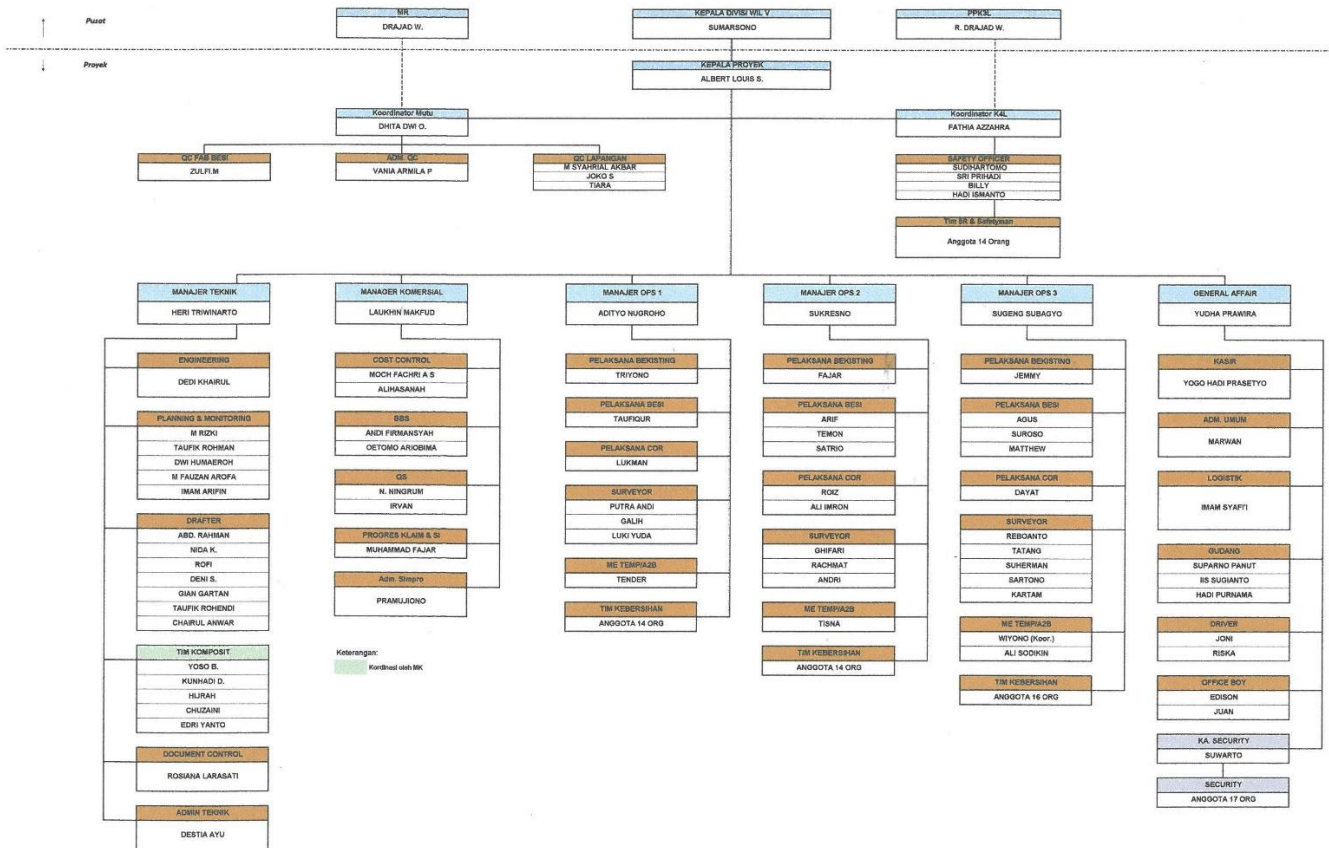 Pusat
MR
DRAJAD W.
KEPALA DIVISI WIL V
SUMARSONO
PPK3L
R. DRAJAD W.
Proyek
KEPALA PROYEK
ALBERT LOUIS S.
Koordinator Mutu
DHITA DWI O.
Koordinator K4L
FATHIA AZZAHRA
QC FAB BESI
ZULFI.M
ADM. QC
VANIA ARMILA P
QC LAPANGAN
M SYAHRIAL AKBAR
JOKO S
TIARA
SAFETY OFFICER
SUDIHARTOMO
SRI PRIHADI
BILLY
HADI ISMANTO
Tim 5R & Safetyman
Anggota 14 Orang
MANAJER TEKNIK
HERI TRIWINARTO
ENGINEERING
DEDI KHAIRUL
PLANNING & MONITORING
M RIZKI
TAUFIK ROHMAN
DWI HUMAEROH
M FAUZAN AROFA
IMAM ARIFIN
DRAFTER
ABD. RAHMAN
NIDA K.
ROFI
DENI S.
GIAN GARTAN
TAUFIK ROHENDI
CHAIRUL ANWAR
TIM KOMPOSIT
YOSO B.
KUNHADI D.
HIJRAH
CHUZAINI
EDRI YANTO
DOCUMENT CONTROL
ROSIANA LARASATI
ADMIN TEKNIK
DESTIA AYU
MANAGER KOMERSIAL
LAUKHIN MAKFUD
COST CONTROL
MOCH FACHRI A S
ALIHASANAH
BBS
ANDI FIRMANSYAH
OETOMO ARIOBIMA
QS
N. NINGRUM
IRVAN
PROGRES KLAIM & SI
MUHAMMAD FAJAR
Adm. Simpro
PRAMUJIONO
Keterangan:
Kordinasi oleh MK
MANAJER OPS 1
ADITYO NUGROHO
PELAKSANA BEKISTING
TRIYONO
PELAKSANA BESI
TAUFIQUR
PELAKSANA COR
LUKMAN
SURVEYOR
PUTRA ANDI
GALIH
LUKI YUDA
ME TEMP/A2B
TENDER
TIM KEBERSIHAN
ANGGOTA 14 ORG
MANAJER OPS 2
SUKRESNO
PELAKSANA BEKISTING
FAJAR
PELAKSANA BESI
ARIF
TEMON
SATRIO
PELAKSANA COR
ROIZ
ALI IMRON
SURVEYOR
GHIFARI
RACHMAT
ANDRI
ME TEMP/A2B
TISNA
TIM KEBERSIHAN
ANGGOTA 14 ORG
MANAJER OPS 3
SUGENG SUBAGYO
PELAKSANA BEKISTING
JEMMY
PELAKSANA BESI
AGUS
SUROSO
MATTHEW
PELAKSANA COR
DAYAT
SURVEYOR
REBOANTO
TATANG
SUHERMAN
SARTONO
KARTAM
ME TEMP/A2B
WIYONO (Koor.)
ALI SODIKIN
TIM KEBERSIHAN
ANGGOTA 16 ORG
GENERAL AFFAIR
YUDHA PRAWIRA
KASIR
YOGO HADI PRASETYO
ADM. UMUM
MARWAN
LOGISTIK
IMAM SYAFI'I
GUDANG
SUPARNO PANUT
IIS SUGIANTO
HADI PURNAMA
DRIVER
JONI
RISKA
OFFICE BOY
EDISON
JUAN
KA. SECURITY
SUWARTO
SECURITY
ANGGOTA 17 ORG